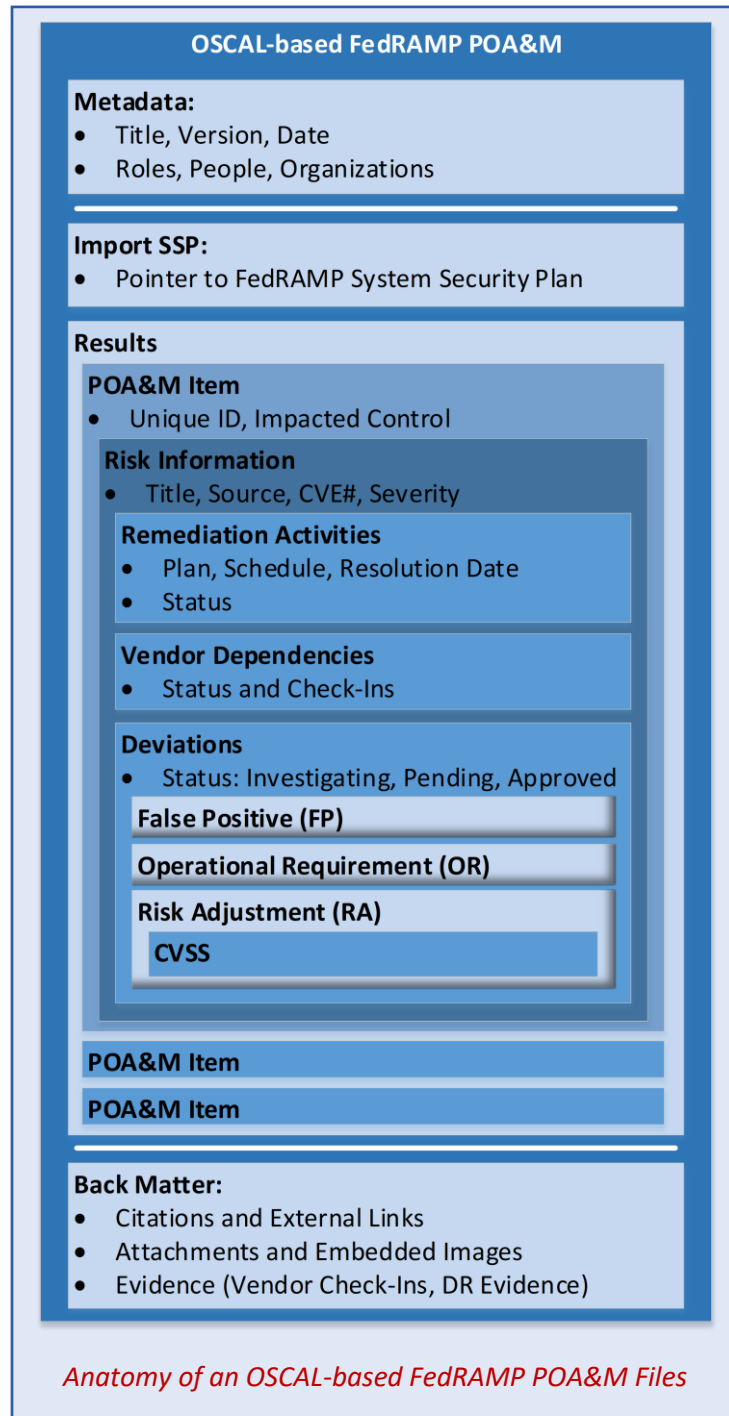 OSCAL-based FedRAMP POA&M
Metadata:
• Title, Version, Date
• Roles, People, Organizations
Import SSP:
• Pointer to FedRAMP System Security Plan
Results
POA&M Item
• Unique ID, Impacted Control
Risk Information
• Title, Source, CVE#, Severity
Remediation Activities
• Plan, Schedule, Resolution Date
• Status
Vendor Dependencies
• Status and Check-Ins
Deviations
• Status: Investigating, Pending, Approved
False Positive (FP)
Operational Requirement (OR)
Risk Adjustment (RA)
CVSS
POA&M Item
POA&M Item
Back Matter:
• Citations and External Links
• Attachments and Embedded Images
• Evidence (Vendor Check-Ins, DR Evidence)
Anatomy of an OSCAL-based FedRAMP POA&M Files